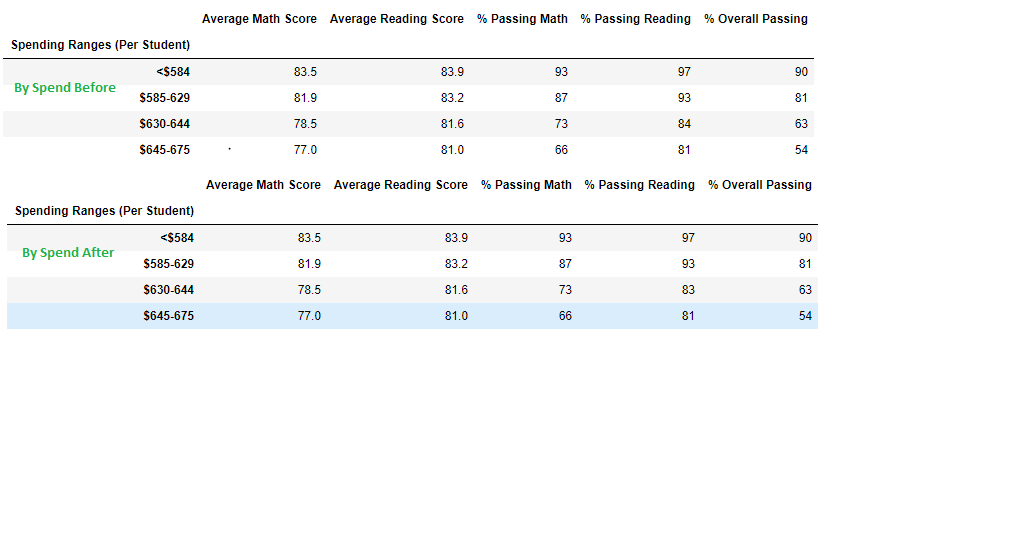 Average Math Score Average Reading Score % Passing Math % Passing Reading % Overall Passing
Spending Ranges (Per Student)
<$584 83.5 83.9 93 97 90
By Spend Before
$585-629 81.9 83.2 87 93 81
$630-644 78.5 81.6 73 84 63
$645-675 77.0 81.0 66 81 54
Average Math Score Average Reading Score % Passing Math % Passing Reading % Overall Passing
Spending Ranges (Per Student)
<$584 83.5 83.9 93 97 90
By Spend After
$585-629 81.9 83.2 87 93 81
$630-644 78.5 81.6 73 83 63
$645-675 77.0 81.0 66 81 54